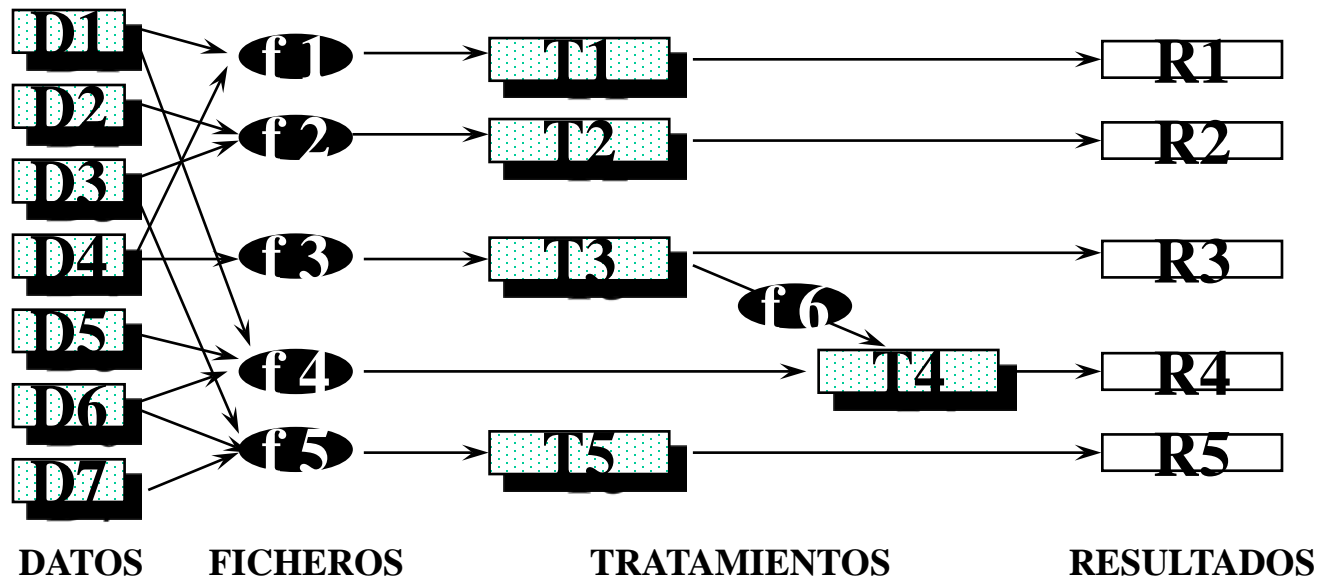 D1
f 1
T1
R1
D2
f 2
T2
R2
D3
D4
f 3
T3
R3
f 6
D5
f 4
T4
R4
D6
f 5
T5
R5
D7
DATOS FICHEROS TRATAMIENTOS RESULTADOS